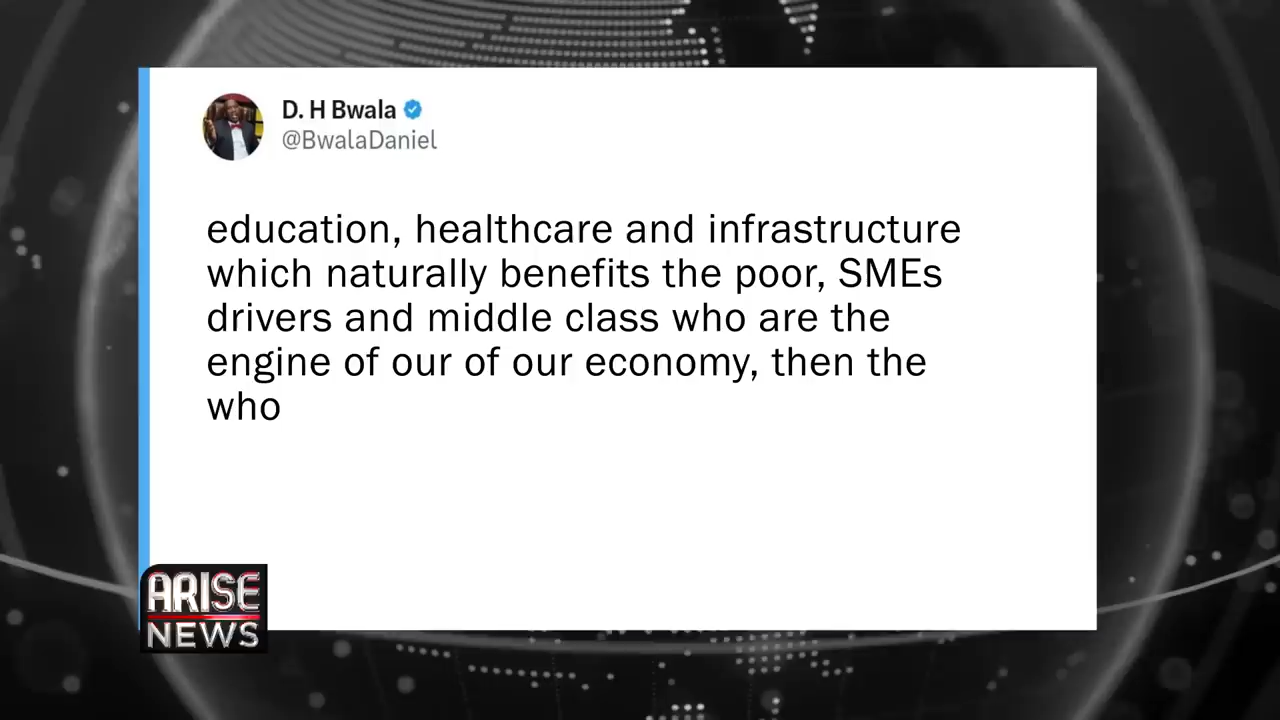 D. H Bwala
@BwalaDaniel
education, healthcare and infrastructure
which naturally benefits the poor, SMEs
drivers and middle class who are the
engine of our of our economy, then the
who
ARISE
NEWS